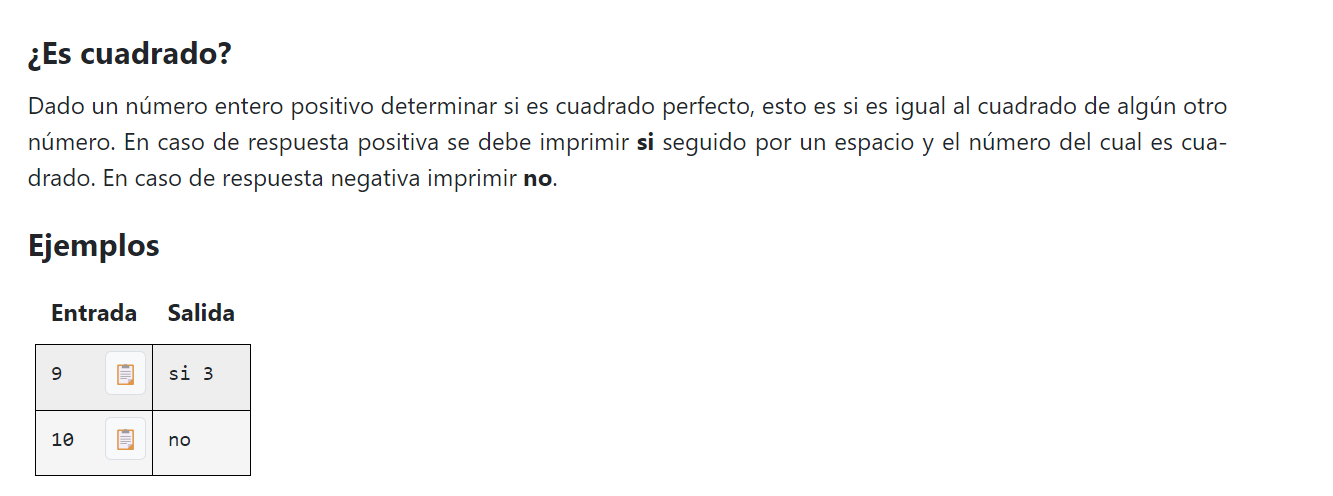 ¿Es cuadrado?
Dado un número entero positivo determinar si es cuadrado perfecto, esto es si es igual al cuadrado de algún otro
número. En caso de respuesta positiva se debe imprimir si seguido por un espacio y el número del cual es cua-
drado. En caso de respuesta negativa imprimir no.
Ejemplos
Entrada Salida
9 si 3
10 no